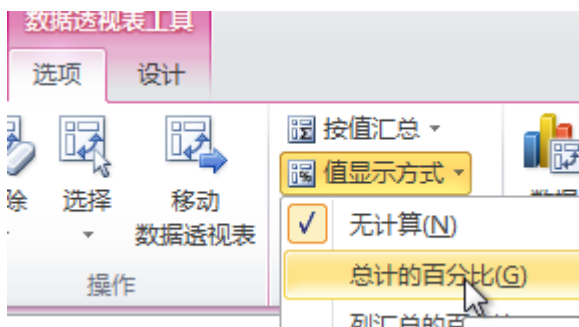 数据透视表工具
选项
设计
按值汇总
值显示方式
除
选择
移动
数据透视表
操作
无计算(N)
总计的百分比(G)